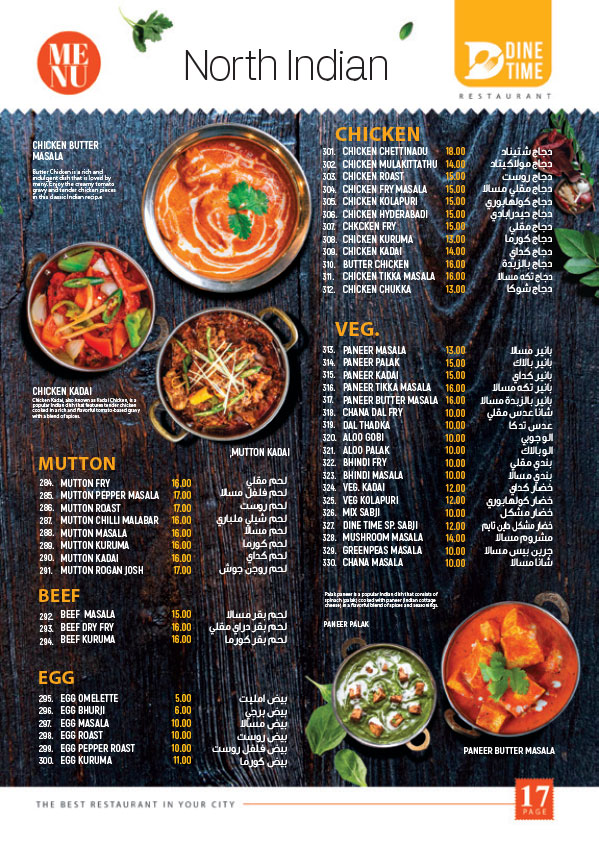 ME
NU
North Indian
DINE
TIME
RESTAURANT
CHICKEN BUTTER
MASALA
Butter Chicken is a rich and
indulgent dish that is loved by
many. Enjoy the creamy tomato
gravy and tender chicken pieces
in this classic Indian recipe
CHICKEN KADAI
Chicken Kadai, also known as Kadai Chicken, is a
popular Indian dish that features tender chicken
cooked in a rich and flavorful tomato-based gravy
with a blend of spices.
MUTTON KADAI
MUTTON
284. MUTTON FRY 16.00 لحم مقلي
285. MUTTON PEPPER MASALA 17.00 لحم فلفل مسالا
286. MUTTON ROAST 17.00 لحم روست
287. MUTTON CHILLI MALABAR 16.00 لحم شيلي مليباري
288. MUTTON MASALA 16.00 لحم مسالا
289. MUTTON KURUMA 16.00 لحم كورما
290. MUTTON KADAI 16.00 لحم كداي
291. MUTTON ROGAN JOSH 17.00 لحم روجن جوش
BEEF
292. BEEF MASALA 15.00 لحم بقر مسالا
293. BEEF DRY FRY 16.00 لحم بقر دراي مقلي
294. BEEF KURUMA 16.00 لحم بقر كورما
EGG
295. EGG OMELETTE 5.00 بيض امليت
296. EGG BHURJI 6.00 بيض برجي
297. EGG MASALA 10.00 بيض مسالا
298. EGG ROAST 10.00 بيض روست
299. EGG PEPPER ROAST 10.00 بيض فلفل روست
300. EGG KURUMA 11.00 بيض كورما
CHICKEN
301. CHICKEN CHETTINADU 18.00 دجاج شتيناد
302. CHICKEN MULAKITTATHU 14.00 دجاج مولاكيتاد
303. CHICKEN ROAST 15.00 دجاج روست
304. CHICKEN FRY MASALA 15.00 دجاج مقلي مسالا
305. CHICKEN KOLAPURI 15.00 دجاج كولهابوري
306. CHICKEN HYDERABADI 15.00 دجاج حيدرابادي
307. CHKCKEN FRY 15.00 دجاج مقلي
308. CHICKEN KURUMA 13.00 دجاج كورما
309. CHICKEN KADAI 14.00 دجاج كداي
310. BUTTER CHICKEN 16.00 دجاج بالزبدة
311. CHICKEN TIKKA MASALA 16.00 دجاج تكه مسالا
312. CHICKEN CHUKKA 13.00 دجاج شوكا
VEG.
313. PANEER MASALA 13.00 بانير مسالا
314. PANEER PALAK 15.00 بانير بالاك
315. PANEER KADAI 15.00 بانير كداي
316. PANEER TIKKA MASALA 16.00 بانير تكه مسالا
317. PANEER BUTTER MASALA 16.00 بانير بالزبدة مسالا
318. CHANA DAL FRY 10.00 شانا عدس مقلي
319. DAL THADKA 10.00 عدس تدكا
320. ALOO GOBI 10.00 الو جوبي
321. ALOO PALAK 10.00 الو بالاك
322. BHINDI FRY 10.00 بندي مقلي
323. BHINDI MASALA 10.00 بندي مسالا
324. VEG. KADAI 12.00 خضار كداي
325. VEG KOLAPURI 12.00 خضار كولهابوري
326. MIX SABJI 10.00 خضار مشكل
327. DINE TIME SP. SABJI 12.00 خضار مشكل داين تايم
328. MUSHROOM MASALA 14.00 مشروم مسالا
329. GREENPEAS MASALA 10.00 جرين بيس مسالا
330. CHANA MASALA 10.00 شانا مسالا
Palak paneer is a popular Indian dish that consists of
spinach (palak) cooked with paneer (Indian cottage
cheese) in a flavorful blend of spices and seasonings.
PANEER PALAK
PANEER BUTTER MASALA
THE BEST RESTAURANT IN YOUR CITY
17
PAGE